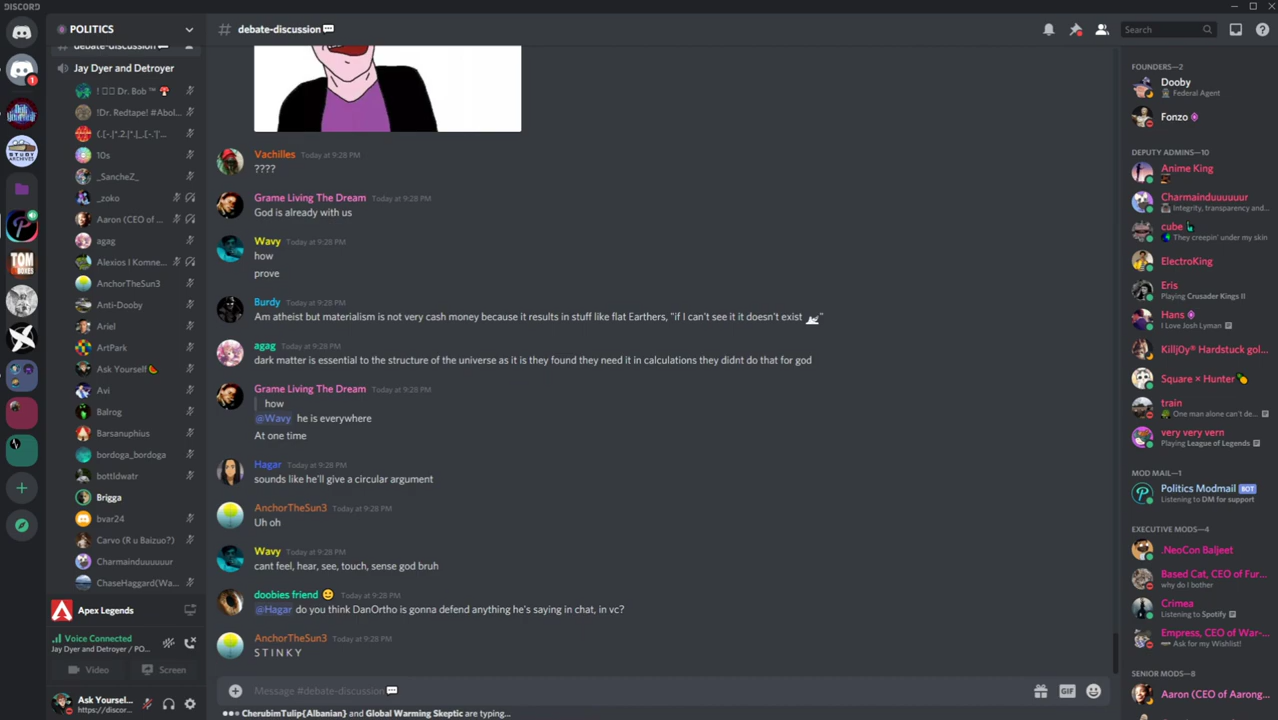 DISCORD
POLITICS
debate-discussion
Search
debate-discussion
Jay Dyer and Detroyer
! Dr. Bob ™
!Dr. Redtape! #Abol...
10s
_SancheZ_
_zoko
Aaron (CEO of ...
agag
Alexios I Komne...
AnchorTheSun3
Anti-Dooby
Ariel
ArtPark
Ask Yourself
Avi
Balrog
Barsanuphius
bordoga_bordoga
bottldwatr
Brigga
bvar24
Carvo (R u Baizuo?)
Charmainduuuuuur
ChaseHaggard(Wa...
Apex Legends
Voice Connected
Jay Dyer and Detroyer / PO...
Video
Screen
Ask Yoursel...
https://discor...
TOM
BOXES
STUDY
ARCHIVES
1
Vachilles Today at 9:28 PM
????
Grame Living The Dream Today at 9:28 PM
God is already with us
Wavy Today at 9:28 PM
how
prove
Burdy Today at 9:28 PM
Am atheist but materialism is not very cash money because it results in stuff like flat Earthers, "if I can't see it it doesn't exist "
agag Today at 9:28 PM
dark matter is essential to the structure of the universe as it is they found they need it in calculations they didnt do that for god
Grame Living The Dream Today at 9:28 PM
how
@Wavy he is everywhere
At one time
Hagar Today at 9:28 PM
sounds like he'll give a circular argument
AnchorTheSun3 Today at 9:28 PM
Uh oh
Wavy Today at 9:28 PM
cant feel, hear, see, touch, sense god bruh
doobies friend Today at 9:28 PM
@Hagar do you think DanOrtho is gonna defend anything he's saying in chat, in vc?
AnchorTheSun3 Today at 9:28 PM
S T I N K Y
Message #debate-discussion
GIF
CherubimTulip{Albanian} and Global Warming Skeptic are typing...
FOUNDERS—2
Dooby
Federal Agent
Fonzo
DEPUTY ADMINS—10
Anime King
Charmainduuuuuur
Integrity, transparency and...
cube
They creepin' under my skin
ElectroKing
Eris
Playing Crusader Kings II
Hans
I Love Josh Lyman
Killj0y® Hardstuck gol...
Square × Hunter
train
One man alone can't de...
very very vern
Playing League of Legends
MOD MAIL—1
Politics Modmail BOT
Listening to DM for support
EXECUTIVE MODS—4
.NeoCon Baljeet
Based Cat, CEO of Fur...
why do I bother
Crimea
Listening to Spotify
Empress, CEO of War-...
Ask for my Wishlist!
SENIOR MODS—8
Aaron (CEO of Aarong...